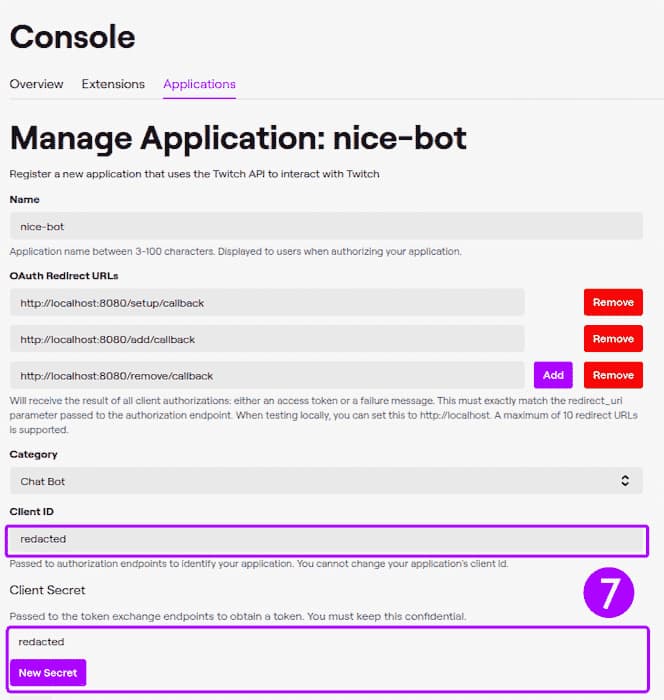 Console
Overview Extensions Applications
Manage Application: nice-bot
Register a new application that uses the Twitch API to interact with Twitch
Name
nice-bot
Application name between 3-100 characters. Displayed to users when authorizing your application.
OAuth Redirect URLs
http://localhost:8080/setup/callback Remove
http://localhost:8080/add/callback Remove
http://localhost:8080/remove/callback Add Remove
Will receive the result of all client authorizations: either an access token or a failure message. This must exactly match the redirect_uri
parameter passed to the authorization endpoint. When testing locally, you can set this to http://localhost. A maximum of 10 redirect URLs
is supported.
Category
Chat Bot
Client ID
redacted
Passed to authorization endpoints to identify your application. You cannot change your application's client id.
Client Secret
7
Passed to the token exchange endpoints to obtain a token. You must keep this confidential.
redacted
New Secret